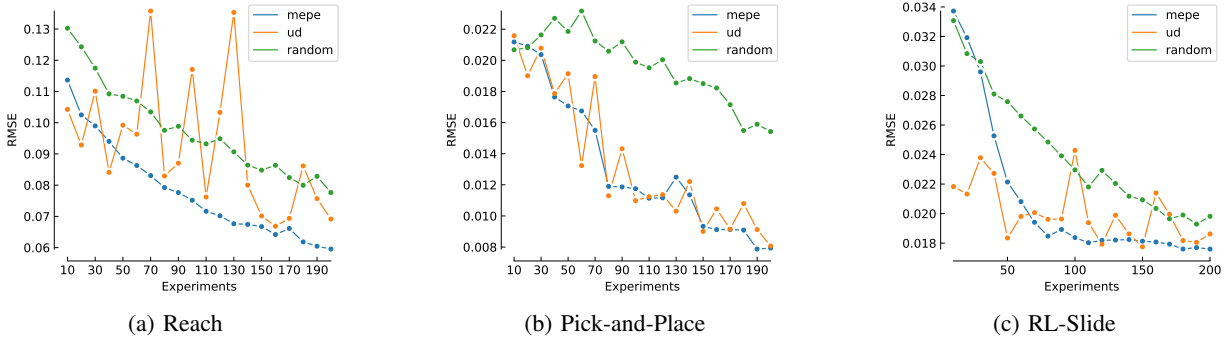 mepe
ud
random
0.13
0.12
0.11
0.10
0.09
0.08
0.07
0.06
RMSE
10 30 50 70 90 110 130 150 170 190
Experiments
(a) Reach
mepe
ud
random
0.022
0.020
0.018
0.016
0.014
0.012
0.010
0.008
RMSE
10 30 50 70 90 110 130 150 170 190
Experiments
(b) Pick-and-Place
mepe
ud
random
0.034
0.032
0.030
0.028
0.026
0.024
0.022
0.020
0.018
RMSE
50 100 150 200
Experiments
(c) RL-Slide